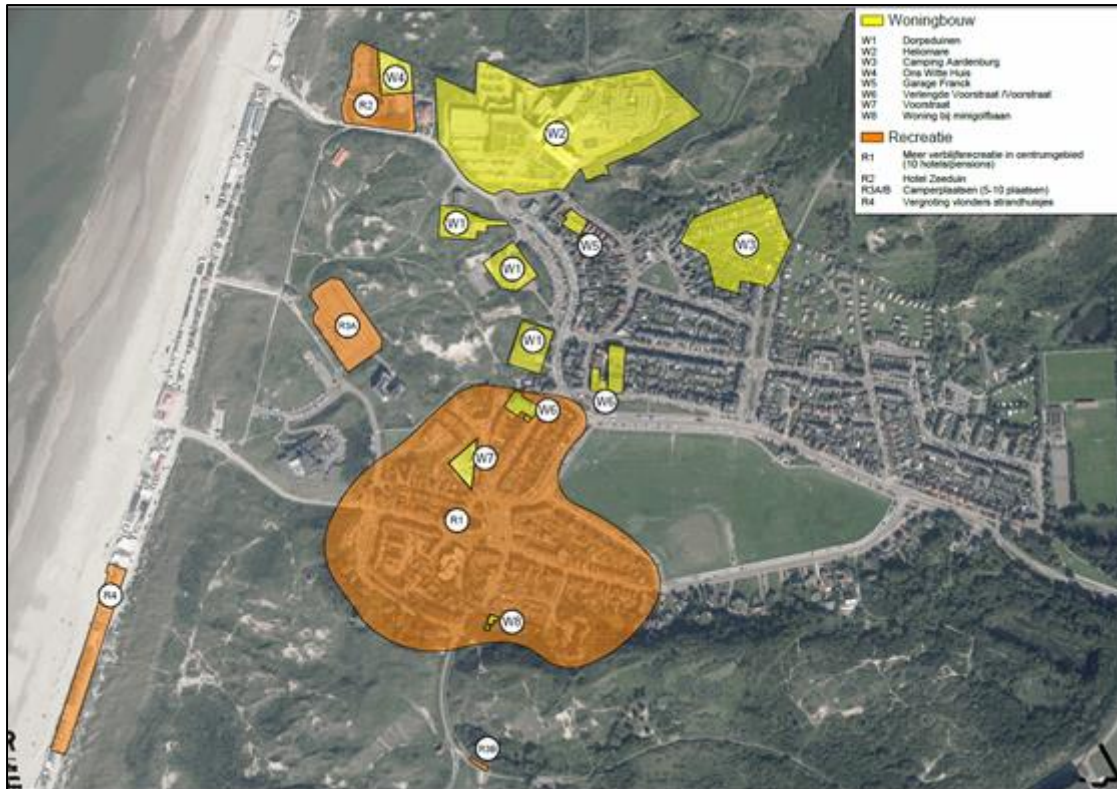 Woningbouw
W1 Dorpsduinen
W2 Heliomare
W3 Camping Aardenburg
W4 Ons Witte Huis
W5 Garage Franck
W6 Verlengde Voorstraat /Voorstraat
W7 Voorstraat
W8 Woning bij minigolfbaan
Recreatie
R1 Meer verblijfsrecreatie in centrumgebied
(10 hotels/pensions)
R2 Hotel Zeeduin
R3A/B Camperplaatsen (5-10 plaatsen)
R4 Vergroting vlonders strandhuisjes
W4
R2
W2
W1
W5
W3
W1
R3A
W1
W6
W6
W7
R1
R4
W8
R3B